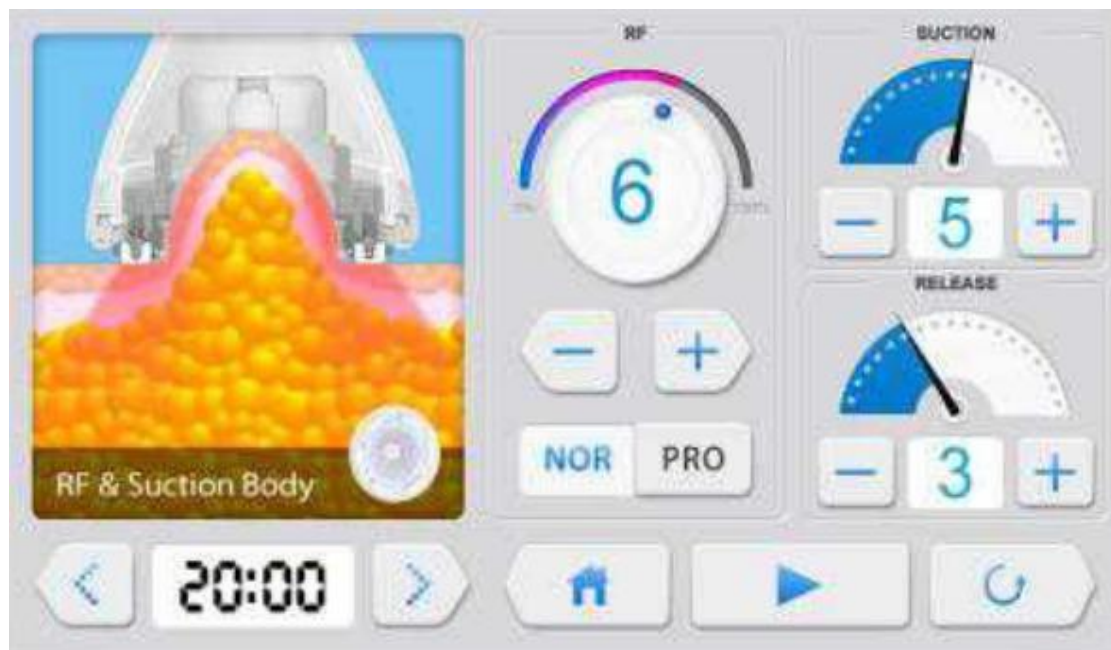 RF
SUCTION
6
5
RELEASE
NOR PRO
3
RF & Suction Body
20:00